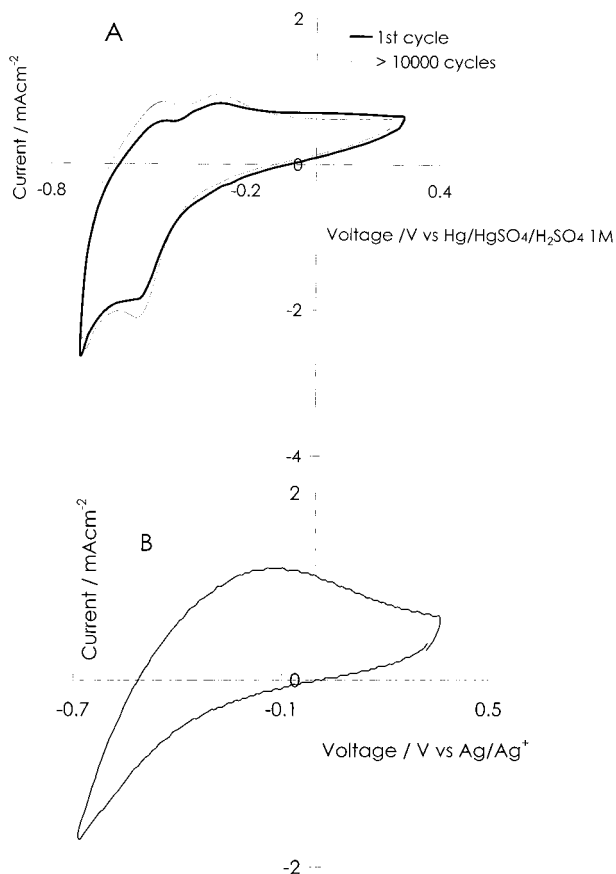 2
A
1st cycle
> 10000 cycles
Current / mAcm-2
0
-0.8
-0.2
0.4
Voltage /V vs Hg/HgSO4/H2SO4 1M
-2
-4
2
B
Current / mAcm-2
0
-0.7
-0.1
0.5
Voltage / V vs Ag/Ag+
-2